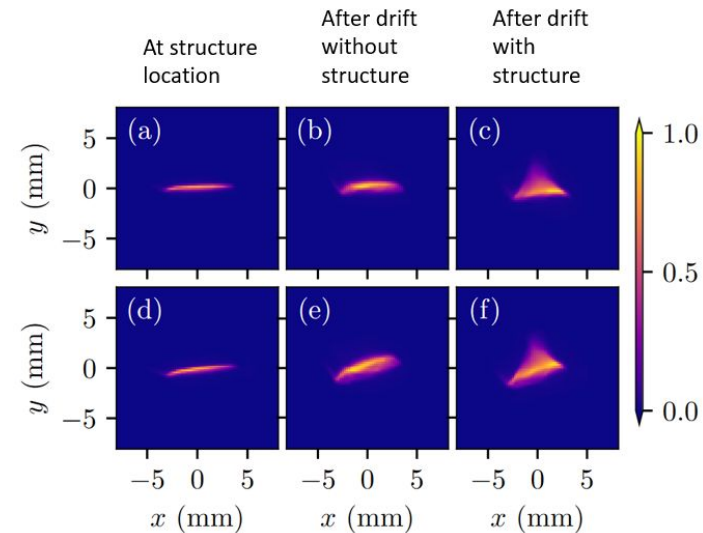 At structure
location
After drift
without
structure
After drift
with
structure
(a)
(b)
(c)
5
0
−5
y (mm)
1.0
0.5
0.0
(d)
(e)
(f)
5
0
−5
y (mm)
−5 0 5
−5 0 5
−5 0 5
x (mm)
x (mm)
x (mm)